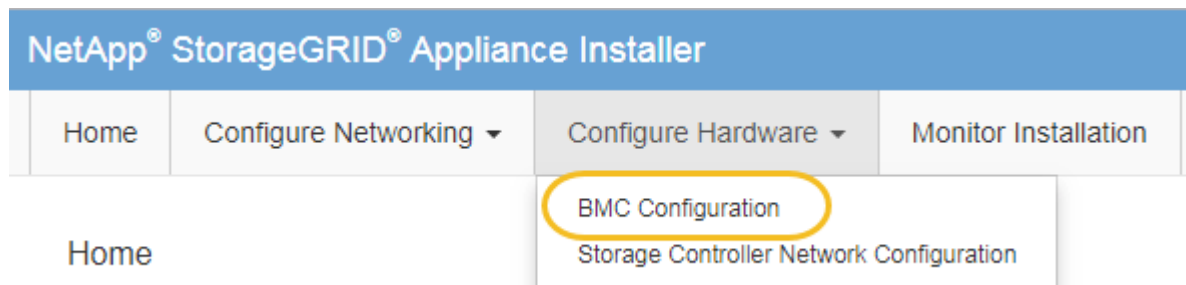 NetApp® StorageGRID® Appliance Installer
Home Configure Networking Configure Hardware Monitor Installation
BMC Configuration
Home Storage Controller Network Configuration